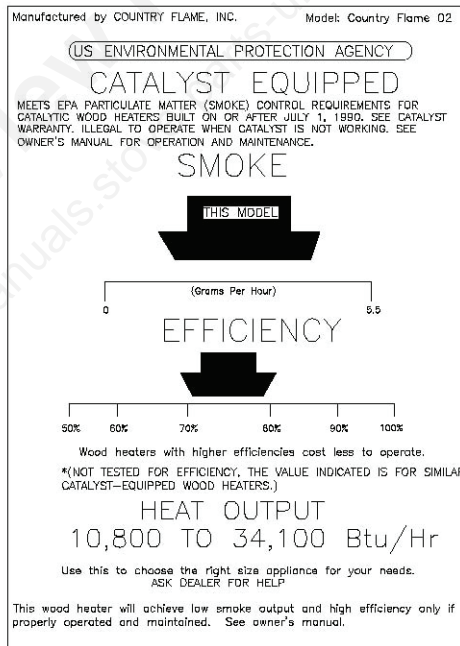 Manufactured by COUNTRY FLAME, INC. Model: Country Flame 02
US ENVIRONMENTAL PROTECTION AGENCY
CATALYST EQUIPPED
MEETS EPA PARTICULATE MATTER (SMOKE) CONTROL REQUIREMENTS FOR
CATALYTIC WOOD HEATERS BUILT ON OR AFTER JULY 1, 1990. SEE CATALYST
WARRANTY. ILLEGAL TO OPERATE WHEN CATALYST IS NOT WORKING. SEE
OWNER'S MANUAL FOR OPERATION AND MAINTENANCE.
SMOKE
THIS MODEL
(Grams Per Hour)
0 5.5
EFFICIENCY
50% 60% 70% 80% 90% 100%
Wood heaters with higher efficiencies cost less to operate.
*(NOT TESTED FOR EFFICIENCY, THE VALUE INDICATED IS FOR SIMILAR
CATALYST-EQUIPPED WOOD HEATERS.)
HEAT OUTPUT
10,800 TO 34,100 Btu/Hr
Use this to choose the right size appliance for your needs.
ASK DEALER FOR HELP
This wood heater will achieve low smoke output and high efficiency only if
properly operated and maintained. See owner's manual.